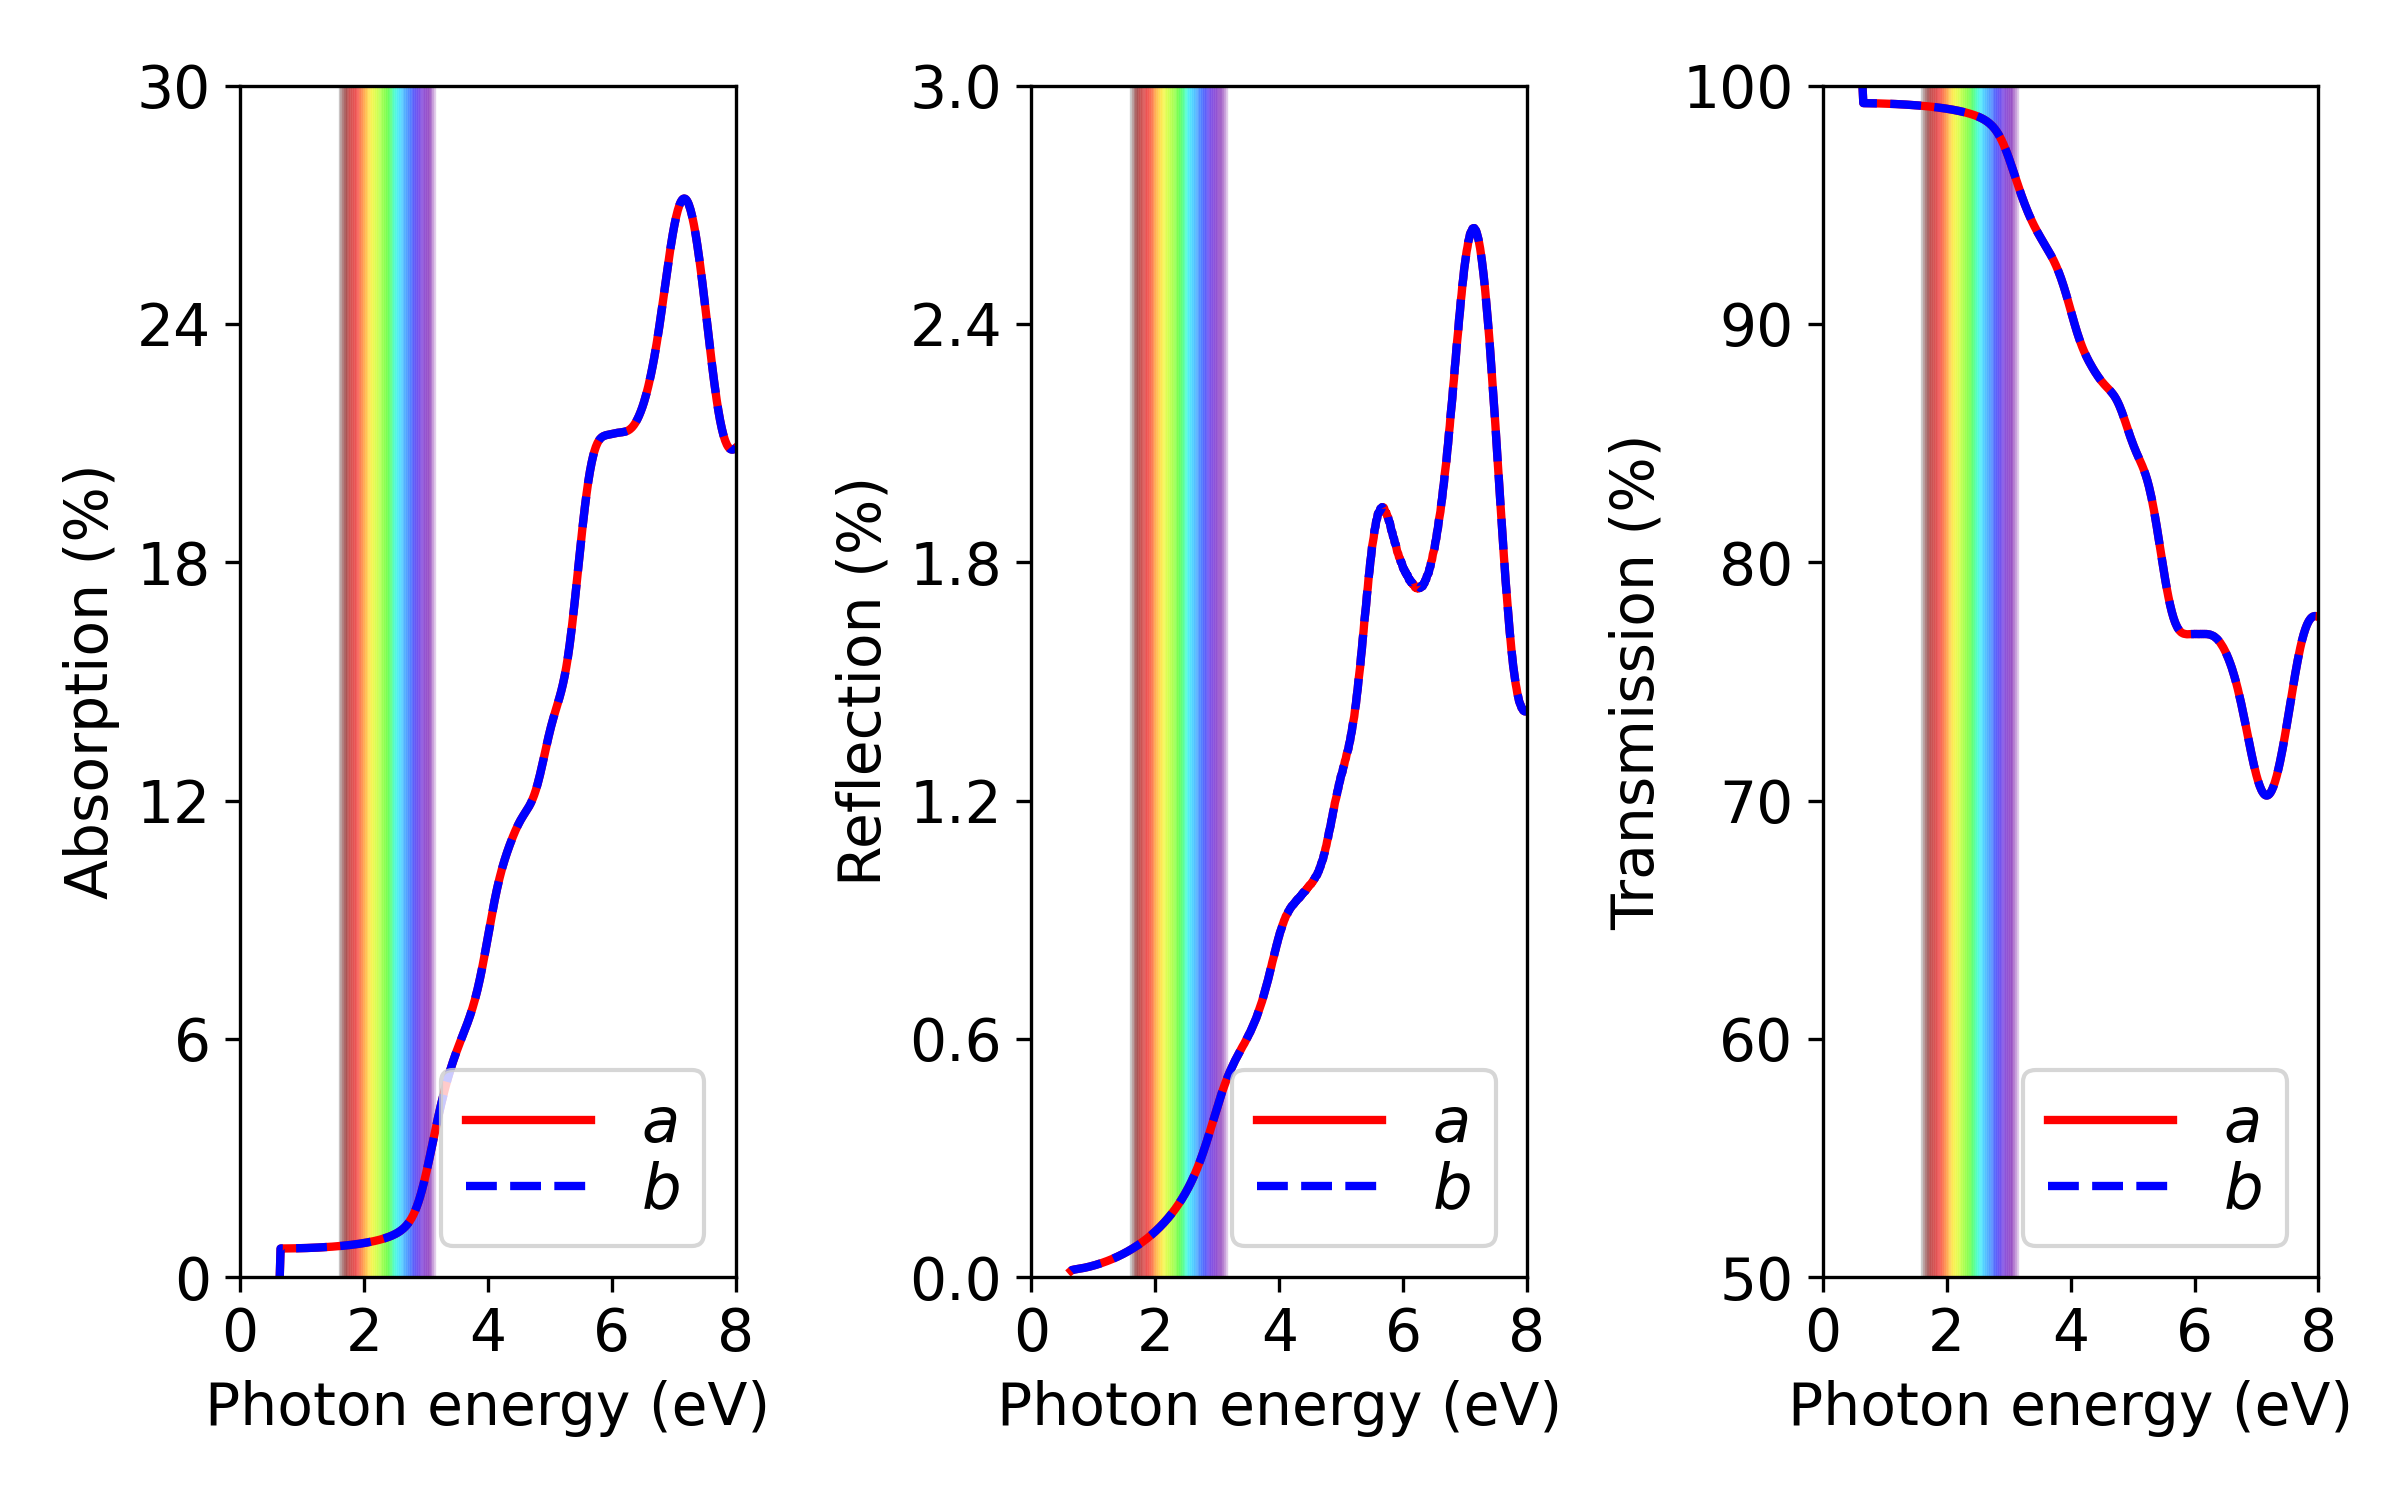 Absorption (%)
30
24
18
12
6
0
0 2 4 6 8
Photon energy (eV)
a
b
Reflection (%)
3.0
2.4
1.8
1.2
0.6
0.0
0 2 4 6 8
Photon energy (eV)
a
b
Transmission (%)
100
90
80
70
60
50
0 2 4 6 8
Photon energy (eV)
a
b